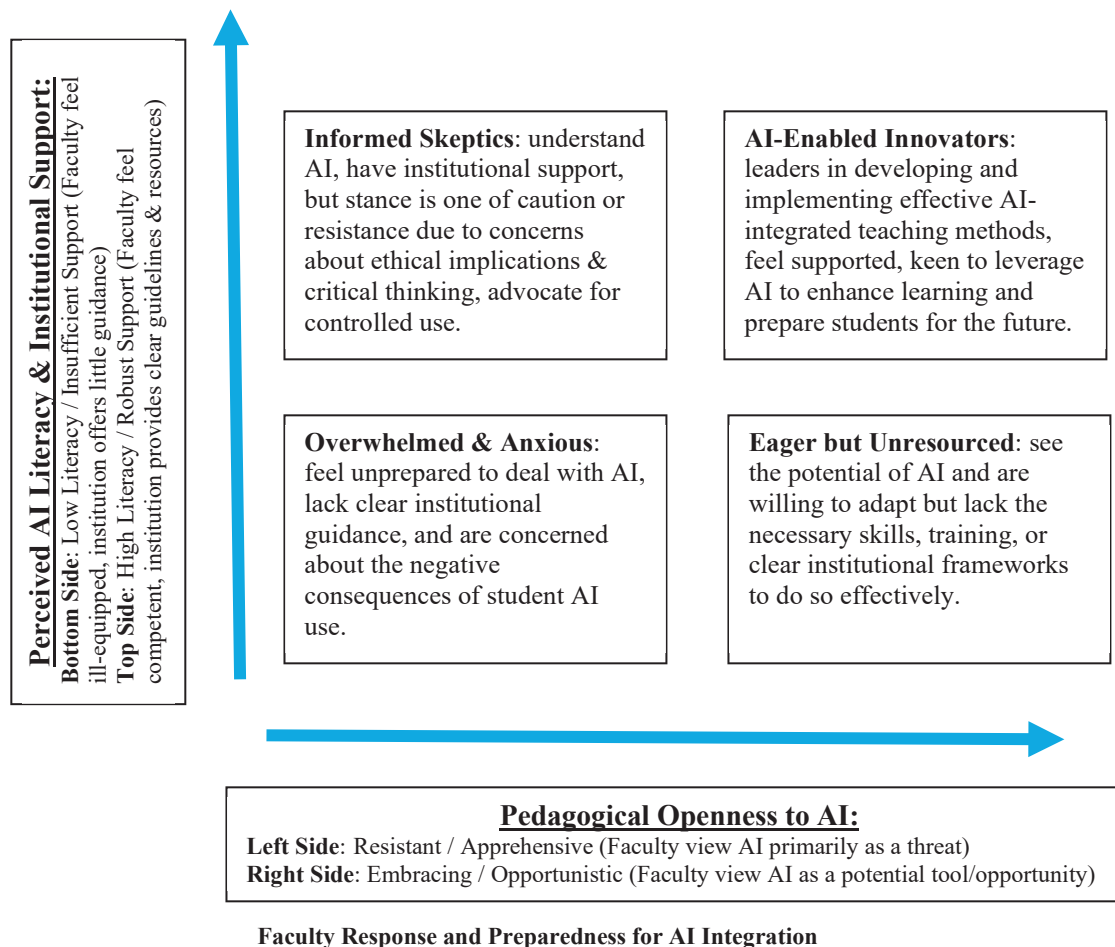 Perceived AI Literacy & Institutional Support:
Bottom Side: Low Literacy / Insufficient Support (Faculty feel
ill-equipped, institution offers little guidance)
Top Side: High Literacy / Robust Support (Faculty feel
competent, institution provides clear guidelines & resources)
Informed Skeptics: understand
AI, have institutional support,
but stance is one of caution or
resistance due to concerns
about ethical implications &
critical thinking, advocate for
controlled use.
AI-Enabled Innovators:
leaders in developing and
implementing effective AI-
integrated teaching methods,
feel supported, keen to leverage
AI to enhance learning and
prepare students for the future.
Overwhelmed & Anxious:
feel unprepared to deal with AI,
lack clear institutional
guidance, and are concerned
about the negative
consequences of student AI
use.
Eager but Unresourced: see
the potential of AI and are
willing to adapt but lack the
necessary skills, training, or
clear institutional frameworks
to do so effectively.
Pedagogical Openness to AI:
Left Side: Resistant / Apprehensive (Faculty view AI primarily as a threat)
Right Side: Embracing / Opportunistic (Faculty view AI as a potential tool/opportunity)
Faculty Response and Preparedness for AI Integration